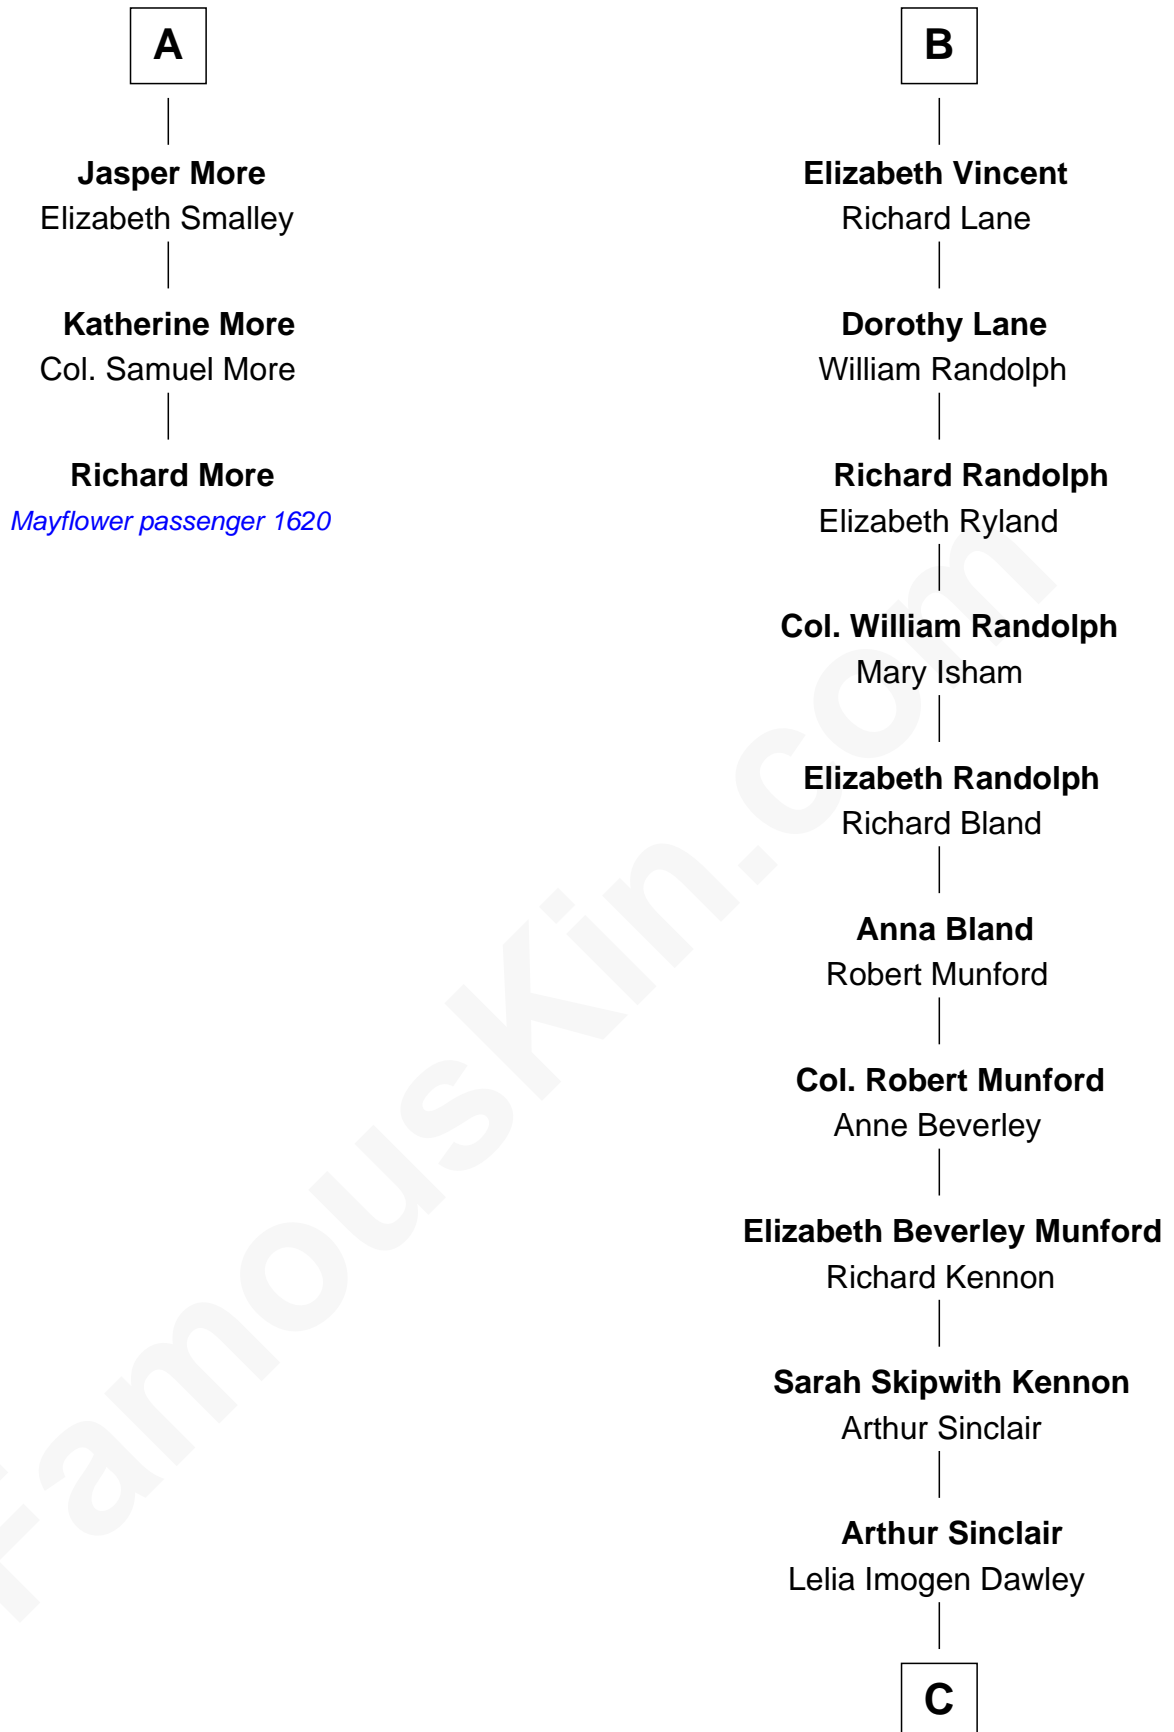 A
Jasper More
Elizabeth Smalley
Katherine More
Col. Samuel More
Richard More
Mayflower passenger 1620
B
Elizabeth Vincent
Richard Lane
Dorothy Lane
William Randolph
Richard Randolph
Elizabeth Ryland
Col. William Randolph
Mary Isham
Elizabeth Randolph
Richard Bland
Anna Bland
Robert Munford
Col. Robert Munford
Anne Beverley
Elizabeth Beverley Munford
Richard Kennon
Sarah Skipwith Kennon
Arthur Sinclair
Arthur Sinclair
Lelia Imogen Dawley
C
FamousKin.com